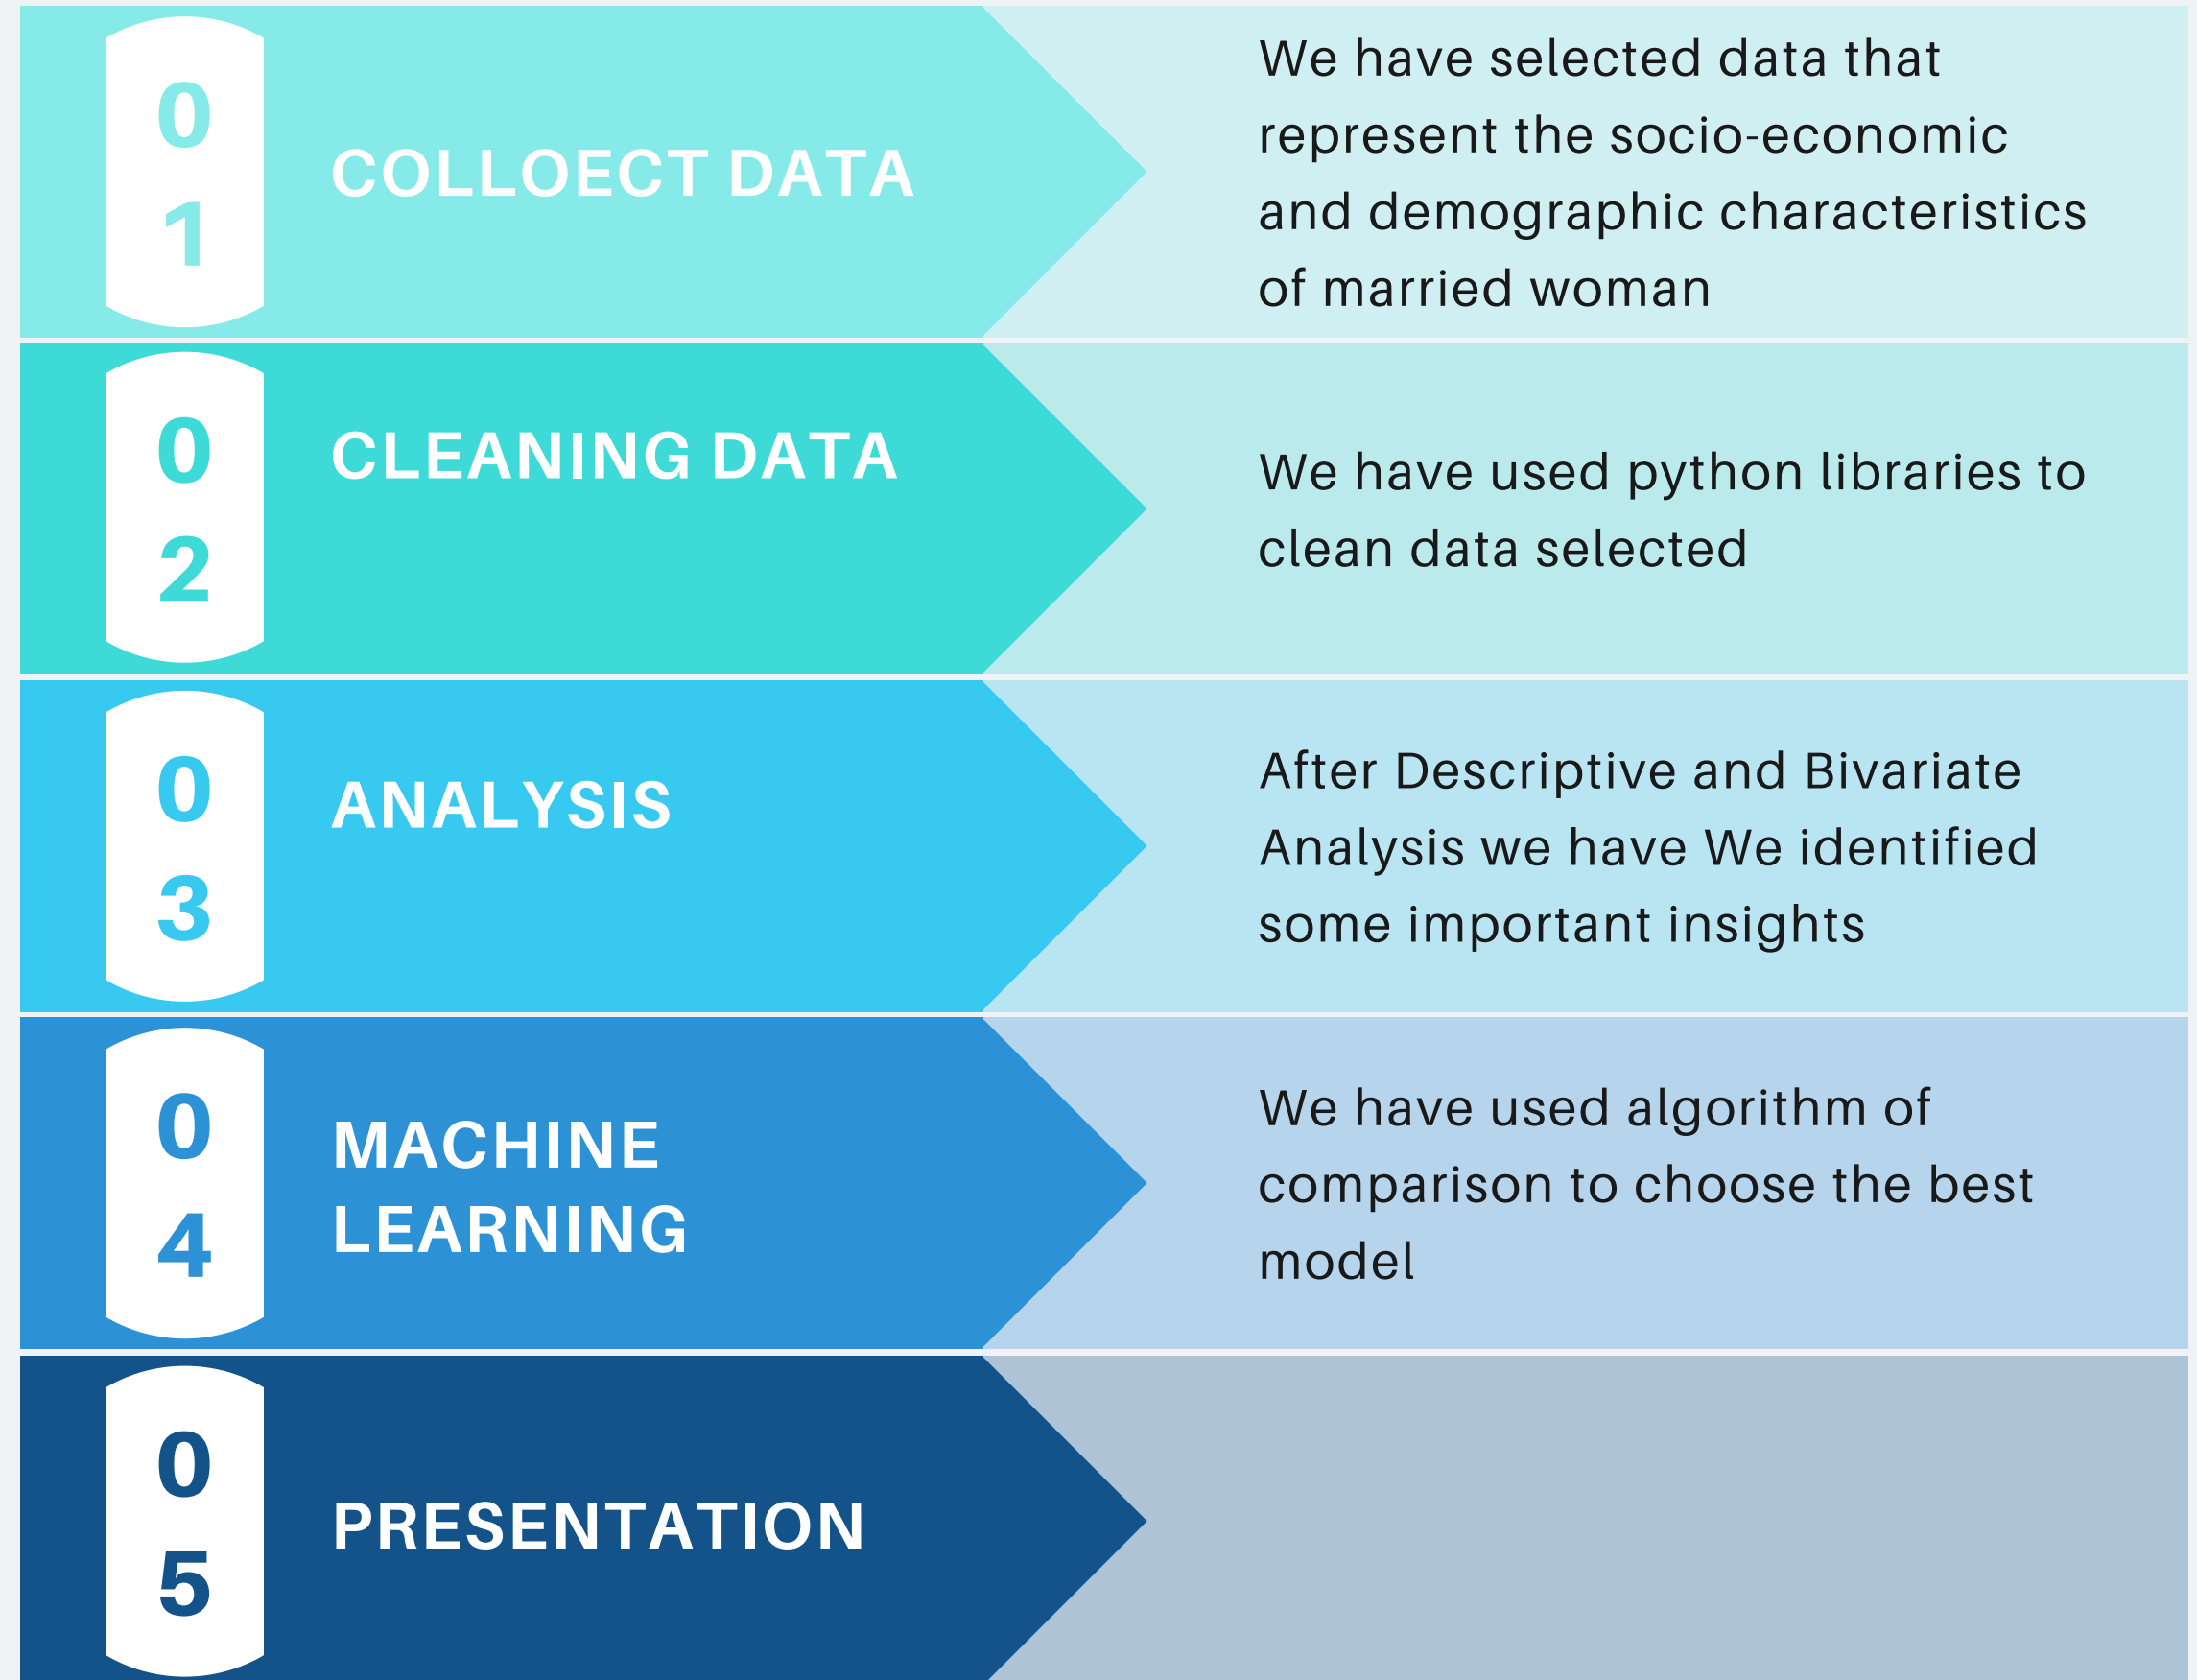 0
1
COLLOECT DATA
We have selected data that
represent the socio-economic
and demographic characteristics
of married woman
0
2
CLEANING DATA
We have used python libraries to
clean data selected
0
3
ANALYSIS
After Descriptive and Bivariate
Analysis we have We identified
some important insights
0
4
MACHINE
LEARNING
We have used algorithm of
comparison to choose the best
model
0
5
PRESENTATION